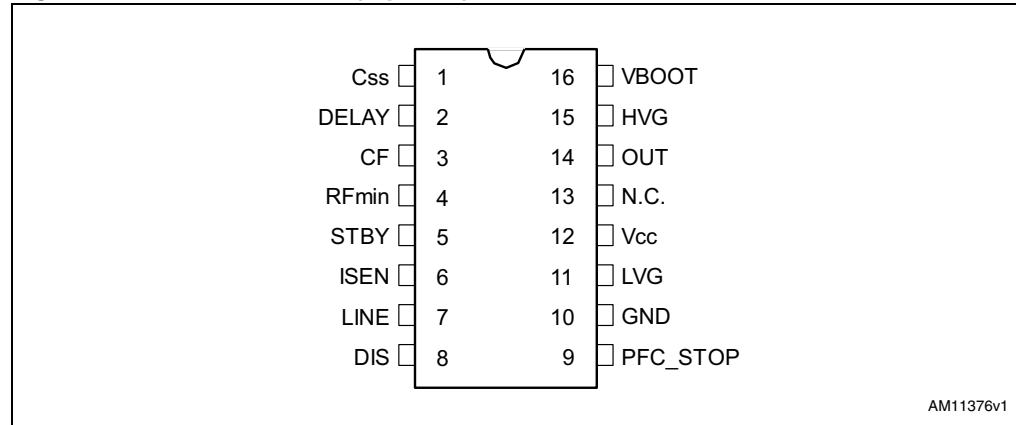 Css 1 16 VBOOT
DELAY 2 15 HVG
CF 3 14 OUT
RFmin 4 13 N.C.
STBY 5 12 Vcc
ISEN 6 11 LVG
LINE 7 10 GND
DIS 8 9 PFC_STOP
AM11376v1